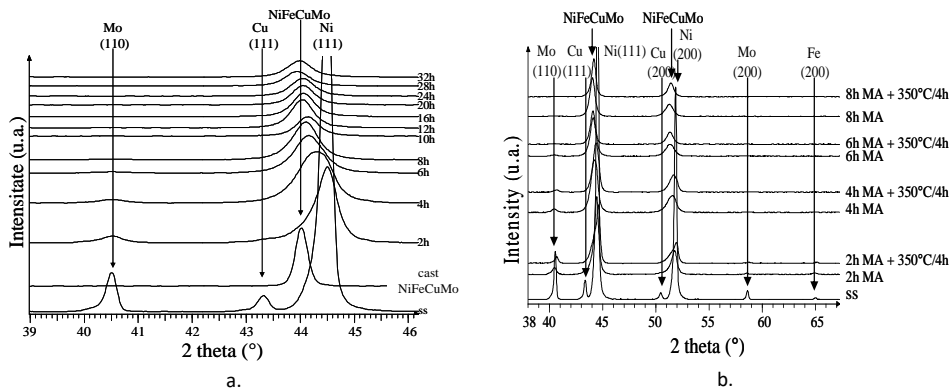 NiFeCuMo
Mo
(110)
Cu
(111)
Ni
(111)
32h
28h
24h
20h
16h
12h
10h
8h
6h
4h
2h
cast
NiFeCuMo
ss
Intensitate (u.a.)
39 40 41 42 43 44 45 46
2 theta (°)
a.
NiFeCuMo NiFeCuMo
Mo
(110)
Cu
(111)
Ni(111)
Cu
(200)
Ni
(200)
Mo
(200)
Fe
(200)
8h MA + 350°C/4h
8h MA
6h MA + 350°C/4h
6h MA
4h MA + 350°C/4h
4h MA
2h MA + 350°C/4h
2h MA
ss
Intensity (u.a.)
38 40 45 50 55 60 65
2 theta (°)
b.